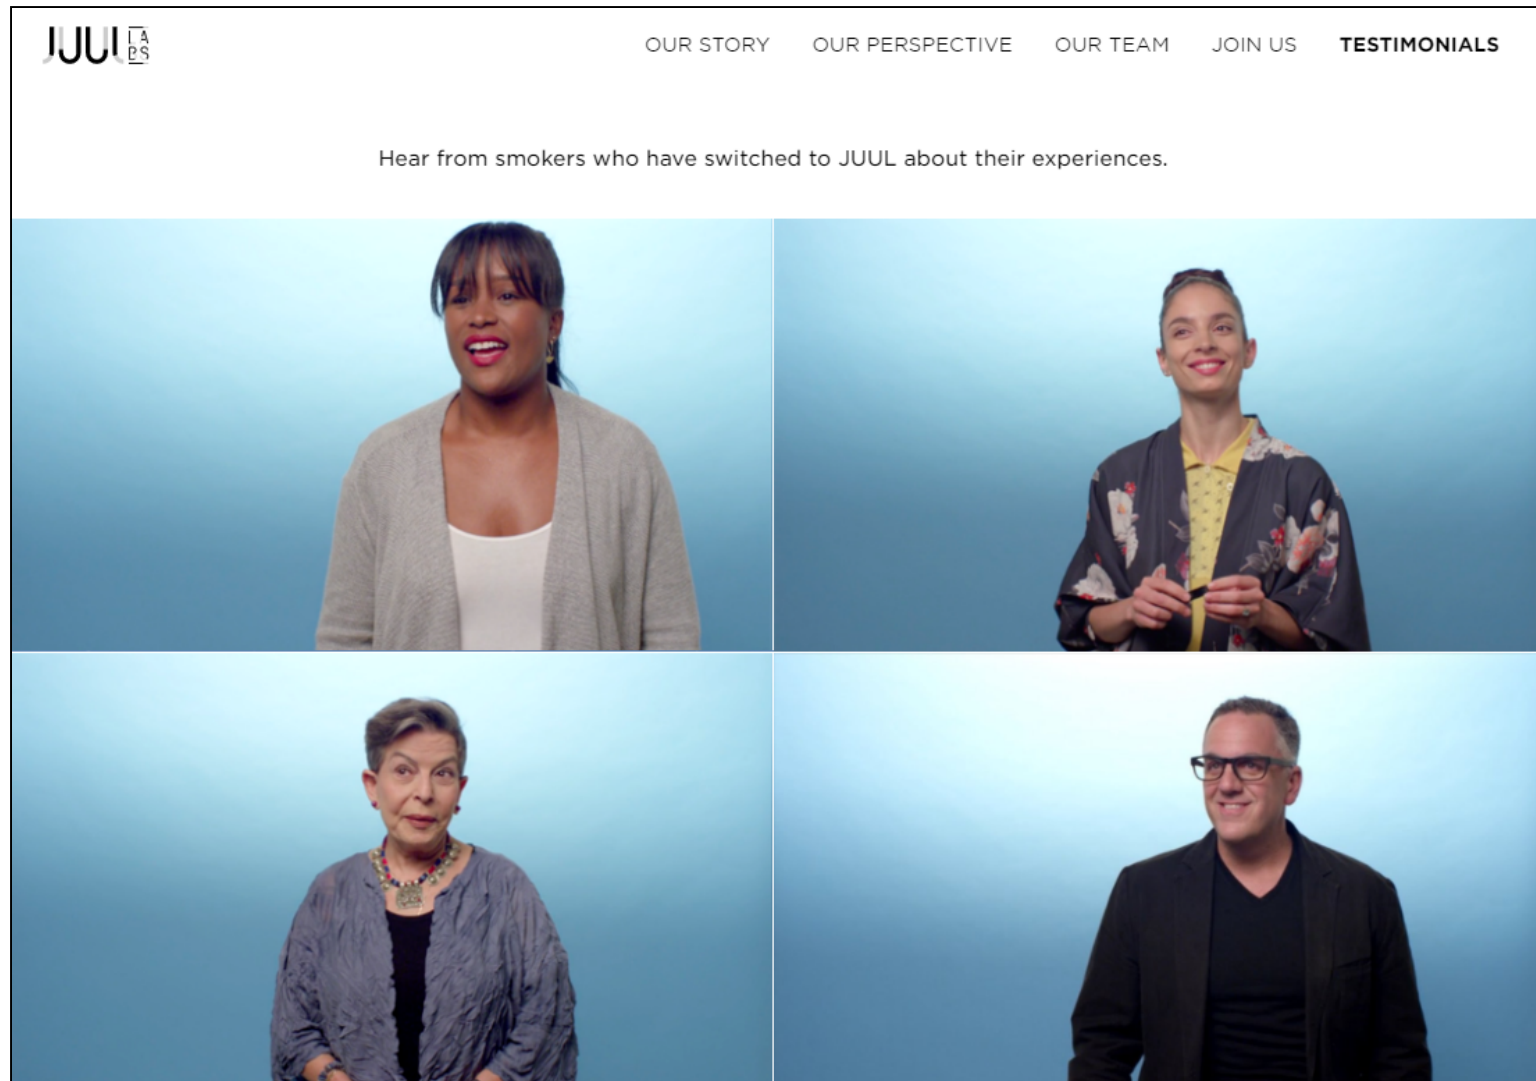 JUUL LABS
OUR STORY OUR PERSPECTIVE OUR TEAM JOIN US TESTIMONIALS
Hear from smokers who have switched to JUUL about their experiences.